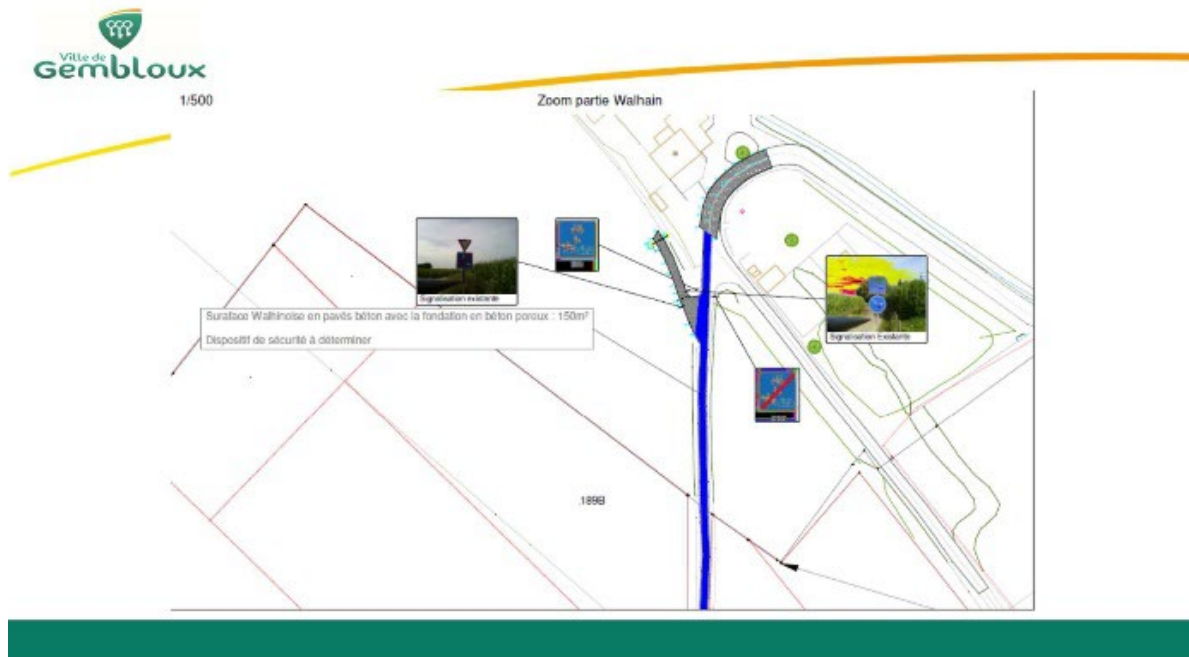 Ville de
Gembloux
1/500
Zoom partie Walhain
Signalisation existante
Suraface Walhinoise en pavés béton avec la fondation en béton poreux : 150m²
Dispositif de sécurité à déterminer
Signalisation Existante
.189B